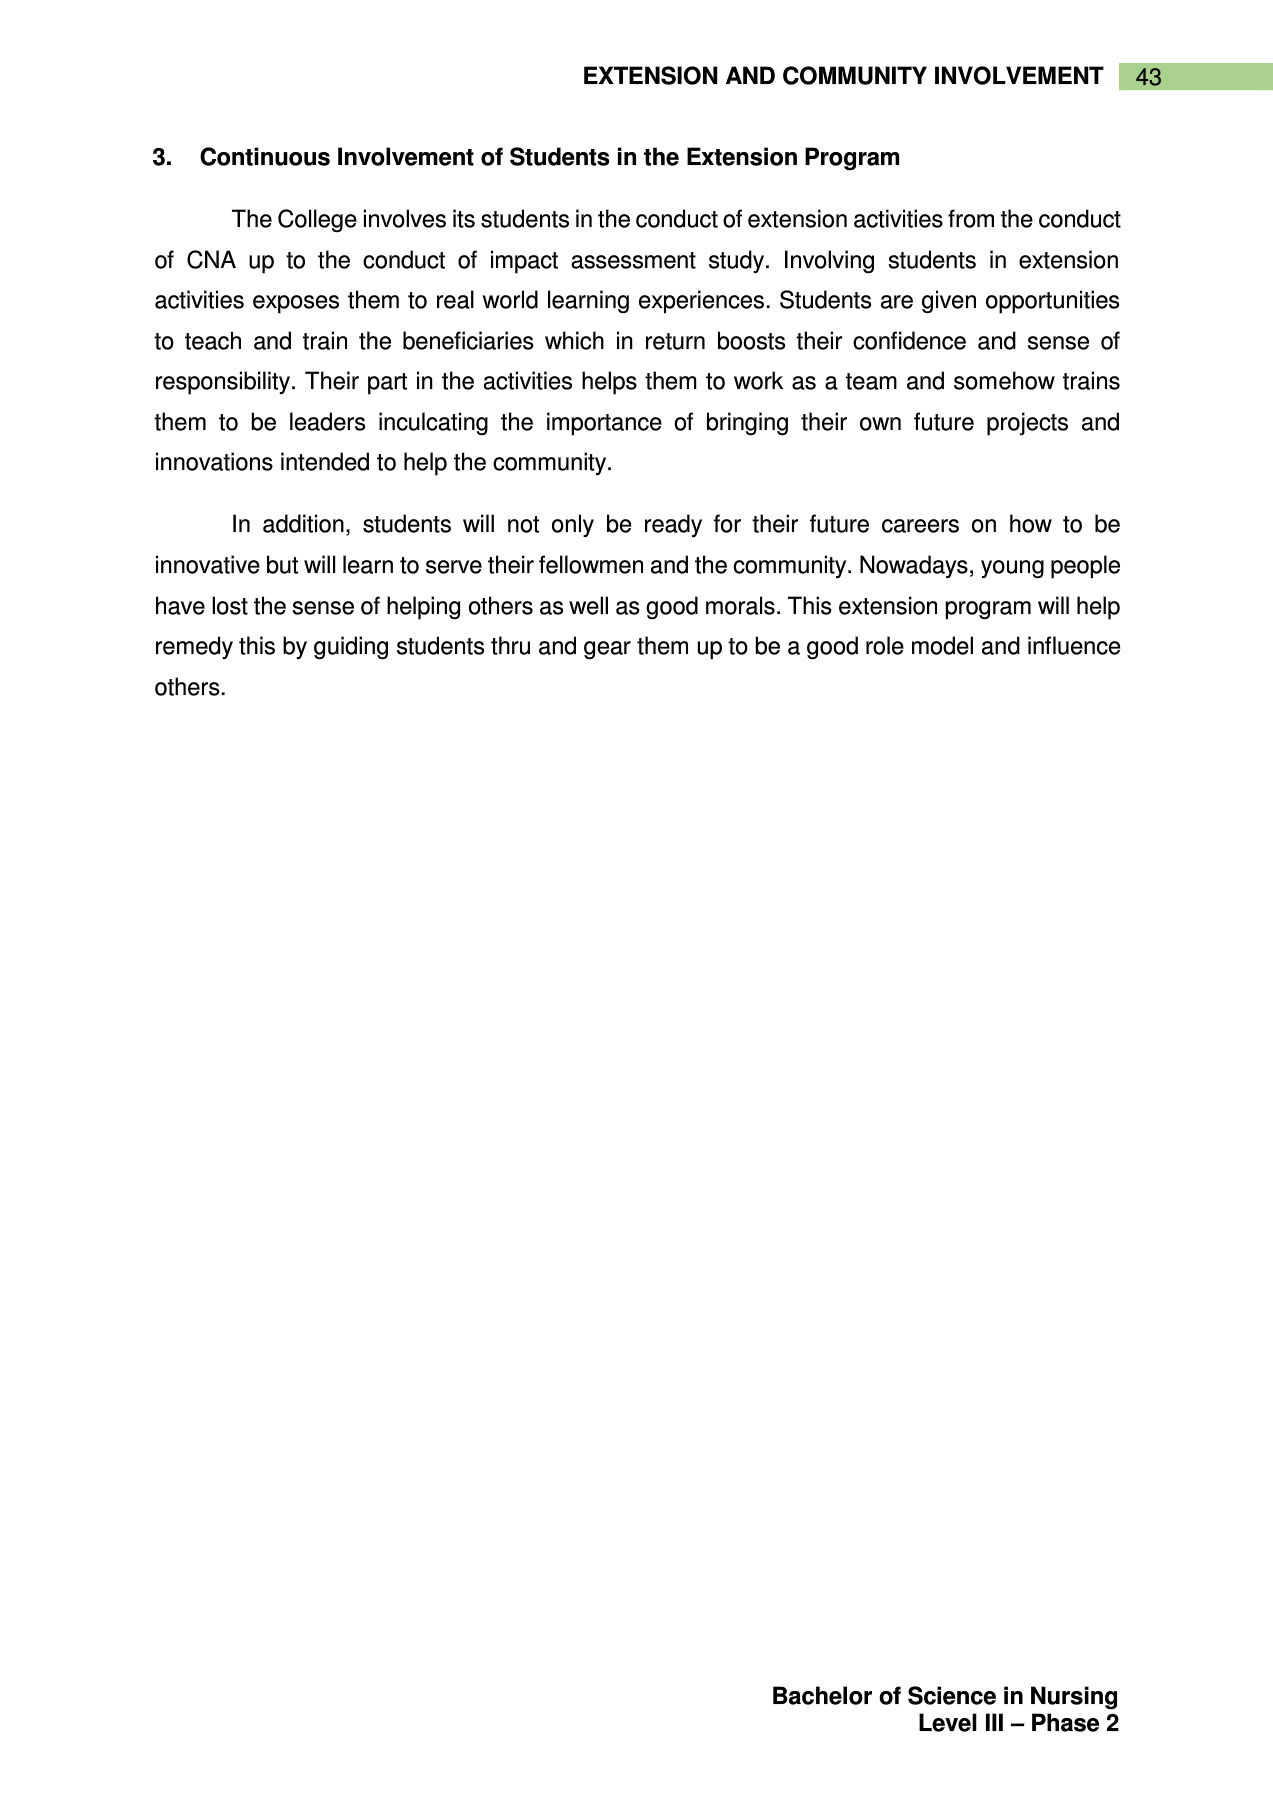 EXTENSION AND COMMUNITY INVOLVEMENT 43
3. Continuous Involvement of Students in the Extension Program
The College involves its students in the conduct of extension activities from the conduct
of CNA up to the conduct of impact assessment study. Involving students in extension
activities exposes them to real world learning experiences. Students are given opportunities
to teach and train the beneficiaries which in return boosts their confidence and sense of
responsibility. Their part in the activities helps them to work as a team and somehow trains
them to be leaders inculcating the importance of bringing their own future projects and
innovations intended to help the community.
In addition, students will not only be ready for their future careers on how to be
innovative but will learn to serve their fellowmen and the community. Nowadays, young people
have lost the sense of helping others as well as good morals. This extension program will help
remedy this by guiding students thru and gear them up to be a good role model and influence
others.
Bachelor of Science in Nursing
Level III – Phase 2